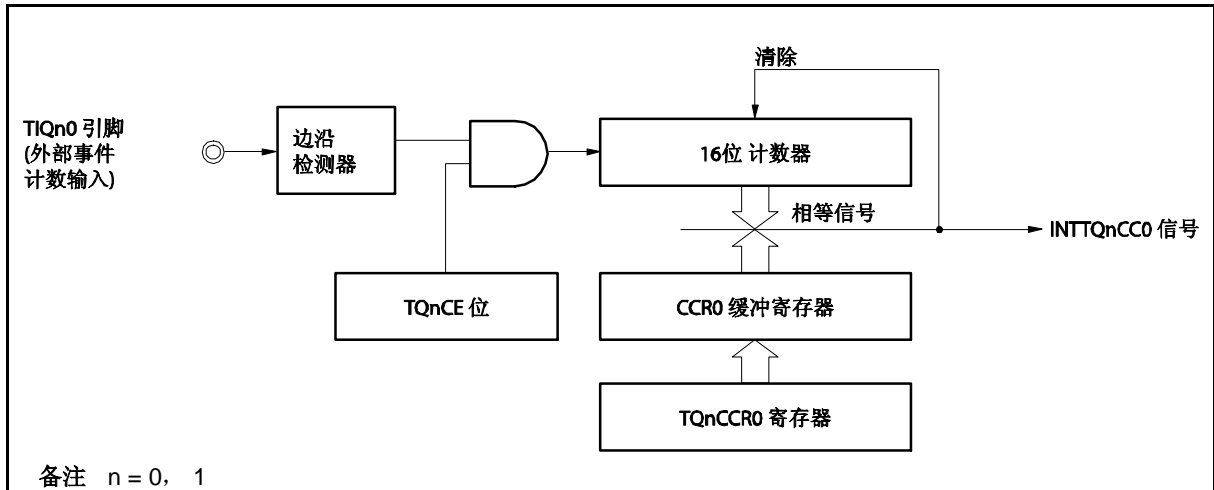 清除
TIQn0 引脚
(外部事件
计数输入)
边沿
检测器
16位 计数器
相等信号
INTTQnCC0 信号
TQnCE 位
CCR0 缓冲寄存器
TQnCCR0 寄存器
备注 n = 0， 1